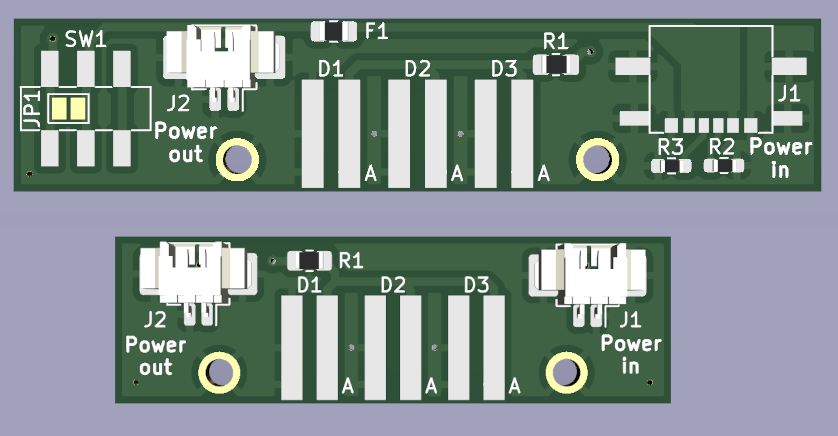 SW1
F1
R1
D1
D2
D3
JP1
J2
J1
Power
out
R3
R2
Power
in
A
A
A
R1
D1
D2
D3
J2
J1
Power
out
Power
in
A
A
A